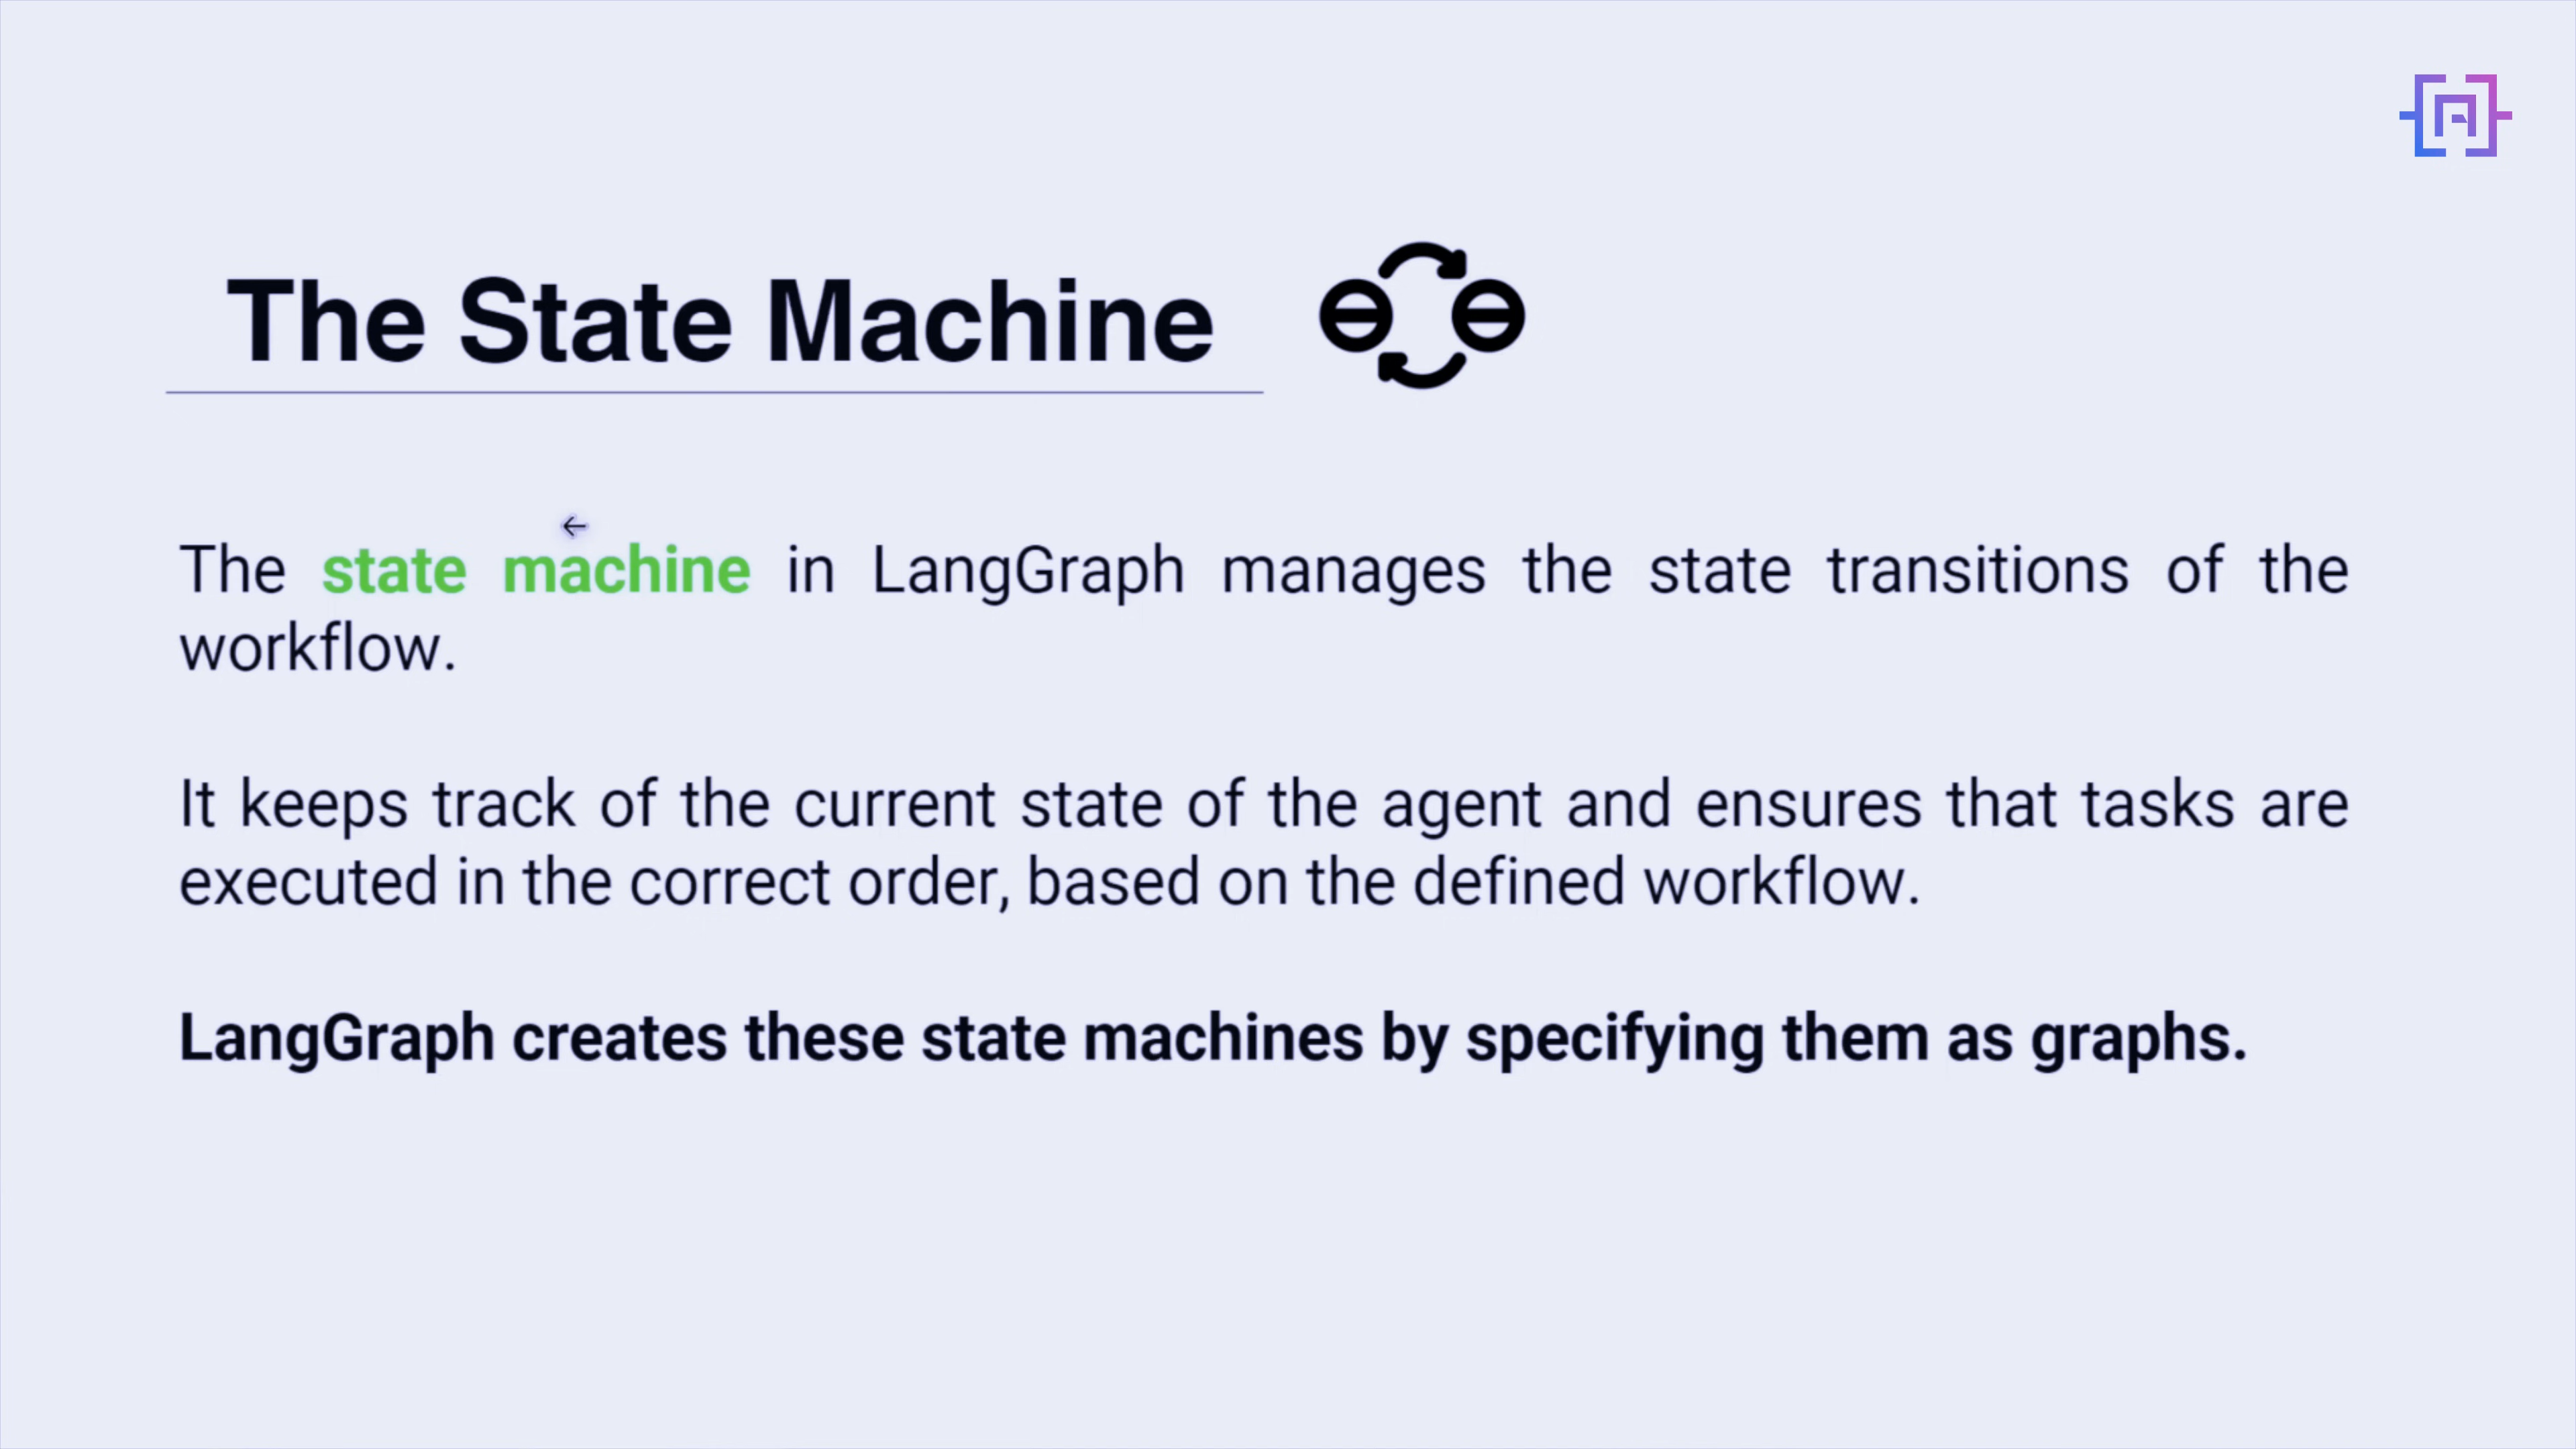 The State Machine
The state machine in LangGraph manages the state transitions of the
workflow.
It keeps track of the current state of the agent and ensures that tasks are
executed in the correct order, based on the defined workflow.
LangGraph creates these state machines by specifying them as graphs.